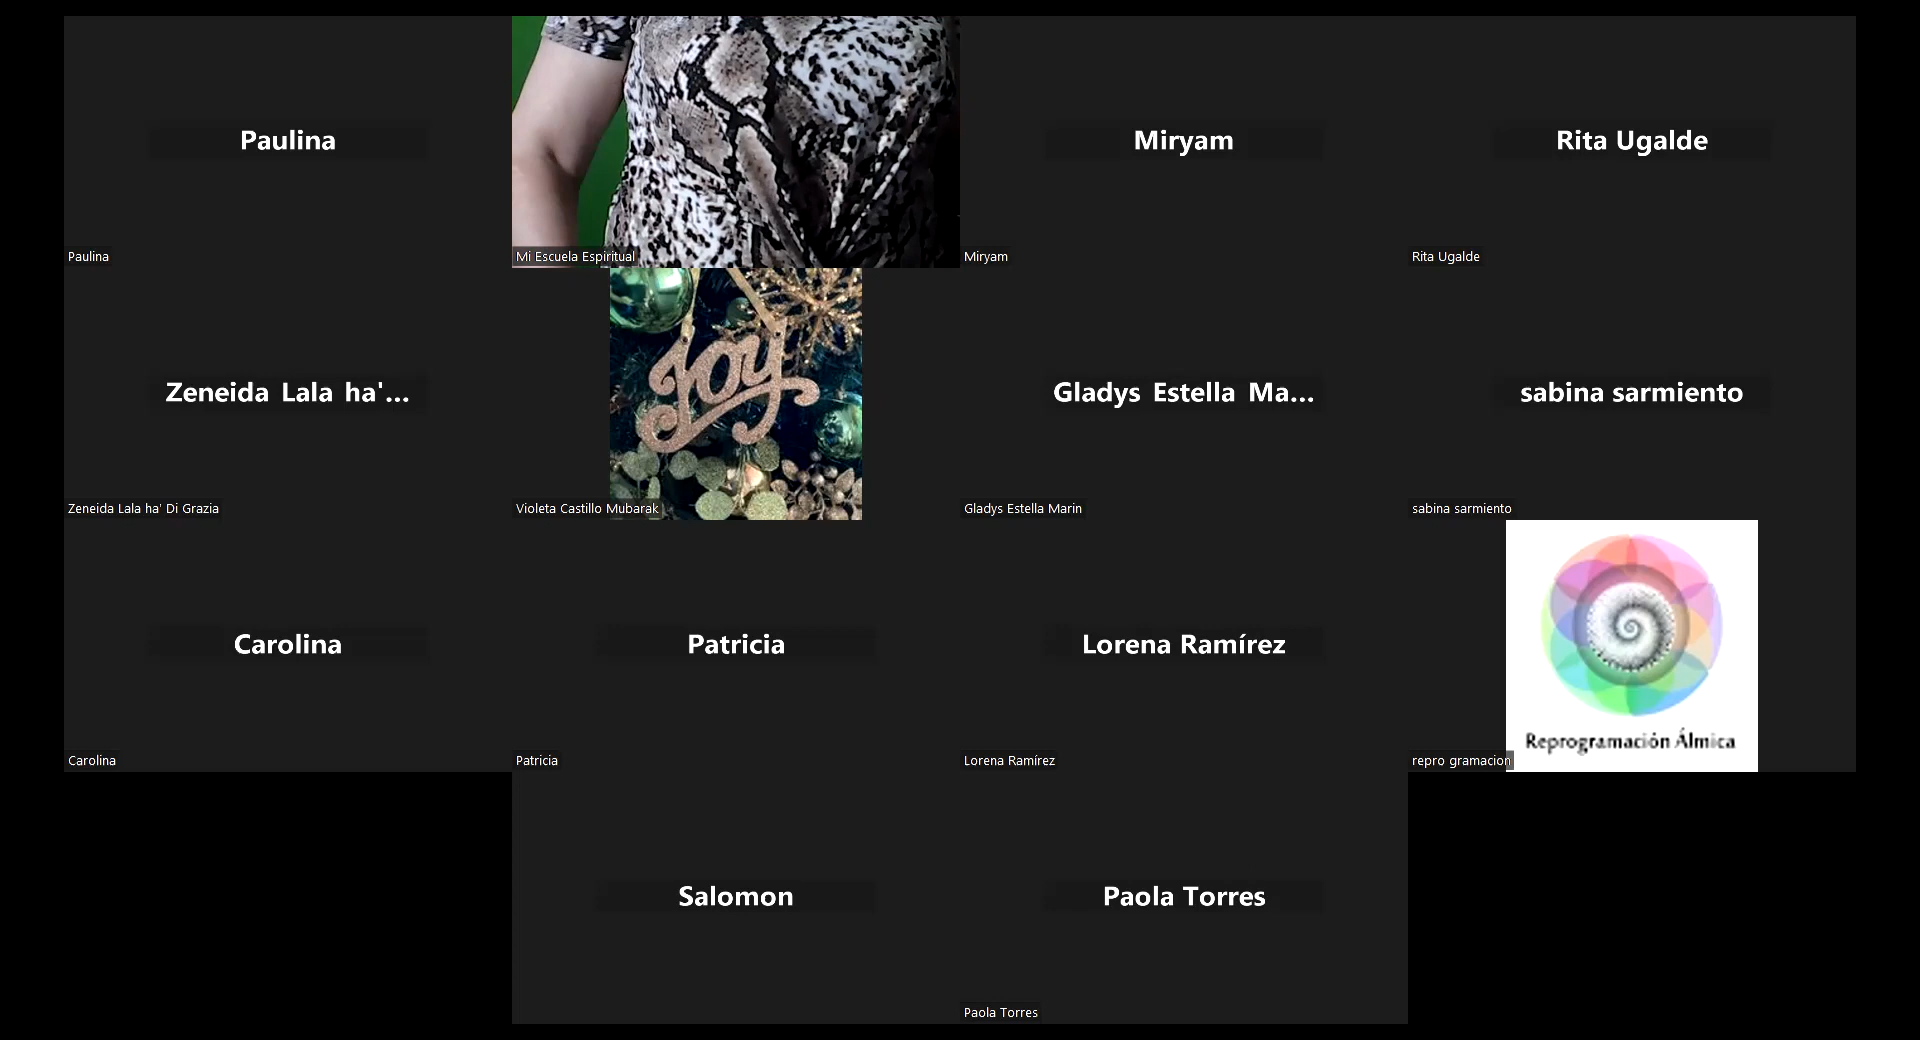 Paulina
Paulina
Mi Escuela Espiritual
Miryam
Miryam
Rita Ugalde
Rita Ugalde
Zeneida Lala ha'...
Zeneida Lala ha' Di Grazia
Joy
Violeta Castillo Mubarak
Gladys Estella Ma...
Gladys Estella Marin
sabina sarmiento
sabina sarmiento
Carolina
Carolina
Patricia
Patricia
Lorena Ramírez
Lorena Ramírez
Reprogramación Álmica
repro gramacion
Salomon
Paola Torres
Paola Torres